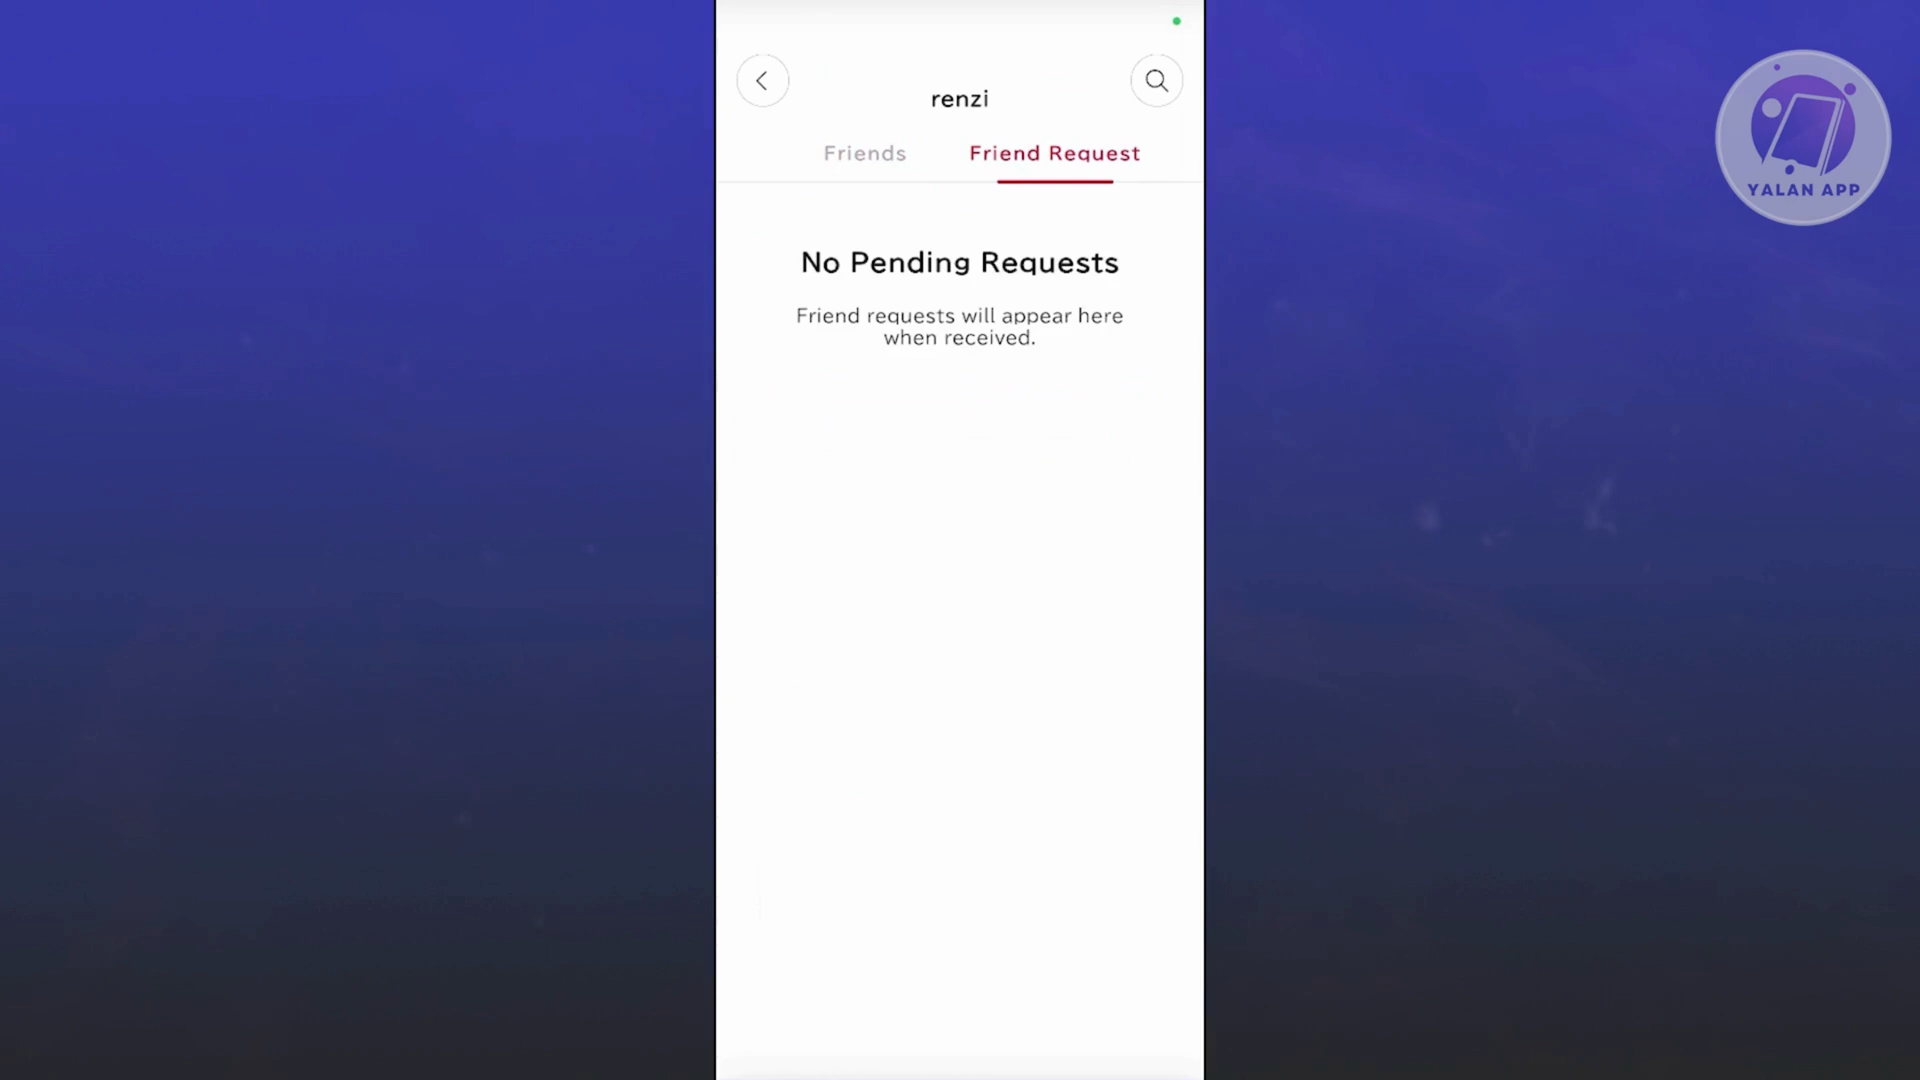 renzi
Friends
Friend Request
No Pending Requests
Friend requests will appear here
when received.
YALAN APP